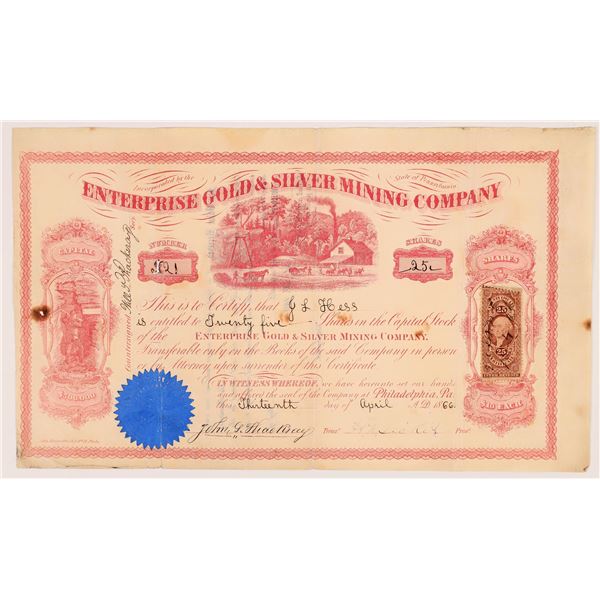 Incorporated by the State of Pennsylvania
ENTERPRISE GOLD & SILVER MINING COMPANY
NUMBER
SHARES
CAPITAL
SHARES
25
This is to Certify, that J L Hess
is entitled to Twenty five Shares in the Capital Stock
of the ENTERPRISE GOLD & SILVER MINING COMPANY.
Transferable only on the Books of the said Company in person
or Attorney upon surrender of this Certificate
IN WITNESS WHEREOF, we have hereunto set our hands
and affixed the seal of the Company at Philadelphia, Pa
this Thirteenth day of April A.D. 1866.
$500,000
25 25
$10 EACH
Countersigned
Treas.
Pres.